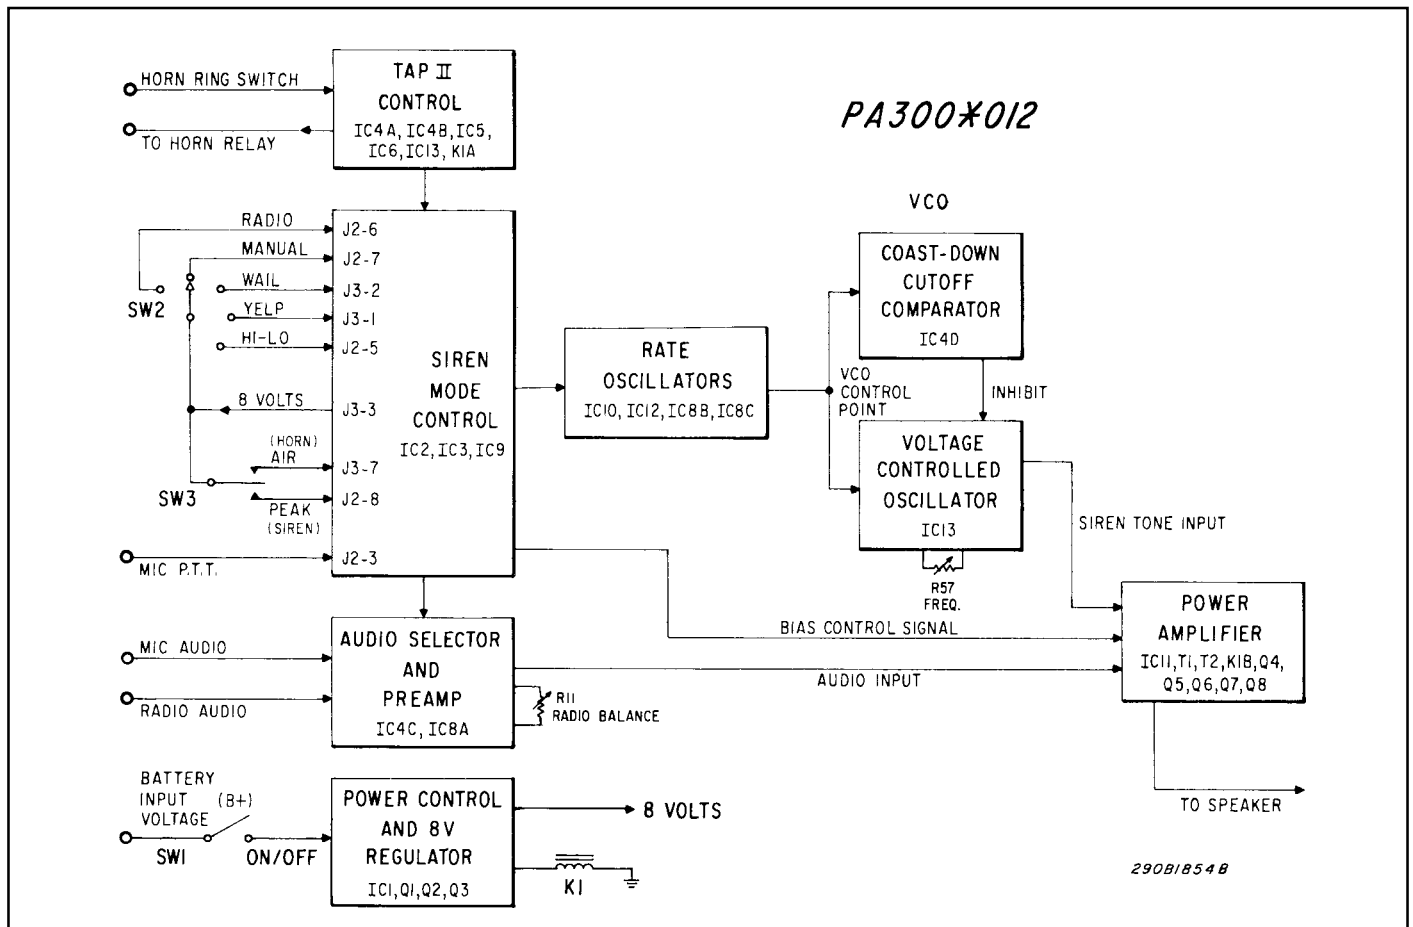 HORN RING SWITCH
TO HORN RELAY
TAP II
CONTROL
IC4A, IC4B, IC5,
IC6, IC13, K1A
PA300*012
RADIO
MANUAL
WAIL
YELP
HI-LO
SW2
8 VOLTS
(HORN)
AIR
SW3
PEAK
(SIREN)
MIC P.T.T.
J2-6
J2-7
J3-2
J3-1
J2-5
J3-3
J3-7
J2-8
J2-3
SIREN
MODE
CONTROL
IC2, IC3, IC9
RATE
OSCILLATORS
IC10, IC12, IC8B, IC8C
VCO
CONTROL
POINT
VCO
COAST-DOWN
CUTOFF
COMPARATOR
IC4D
INHIBIT
VOLTAGE
CONTROLLED
OSCILLATOR
IC13
R57
FREQ.
SIREN TONE INPUT
BIAS CONTROL SIGNAL
AUDIO INPUT
POWER
AMPLIFIER
IC11, T1, T2, K1B, Q4,
Q5, Q6, Q7, Q8
TO SPEAKER
MIC AUDIO
RADIO AUDIO
AUDIO SELECTOR
AND
PREAMP
IC4C, IC8A
R11
RADIO BALANCE
BATTERY
INPUT (B+)
VOLTAGE
SW1
ON/OFF
POWER CONTROL
AND 8V
REGULATOR
IC1, Q1, Q2, Q3
8 VOLTS
K1
290B1854B